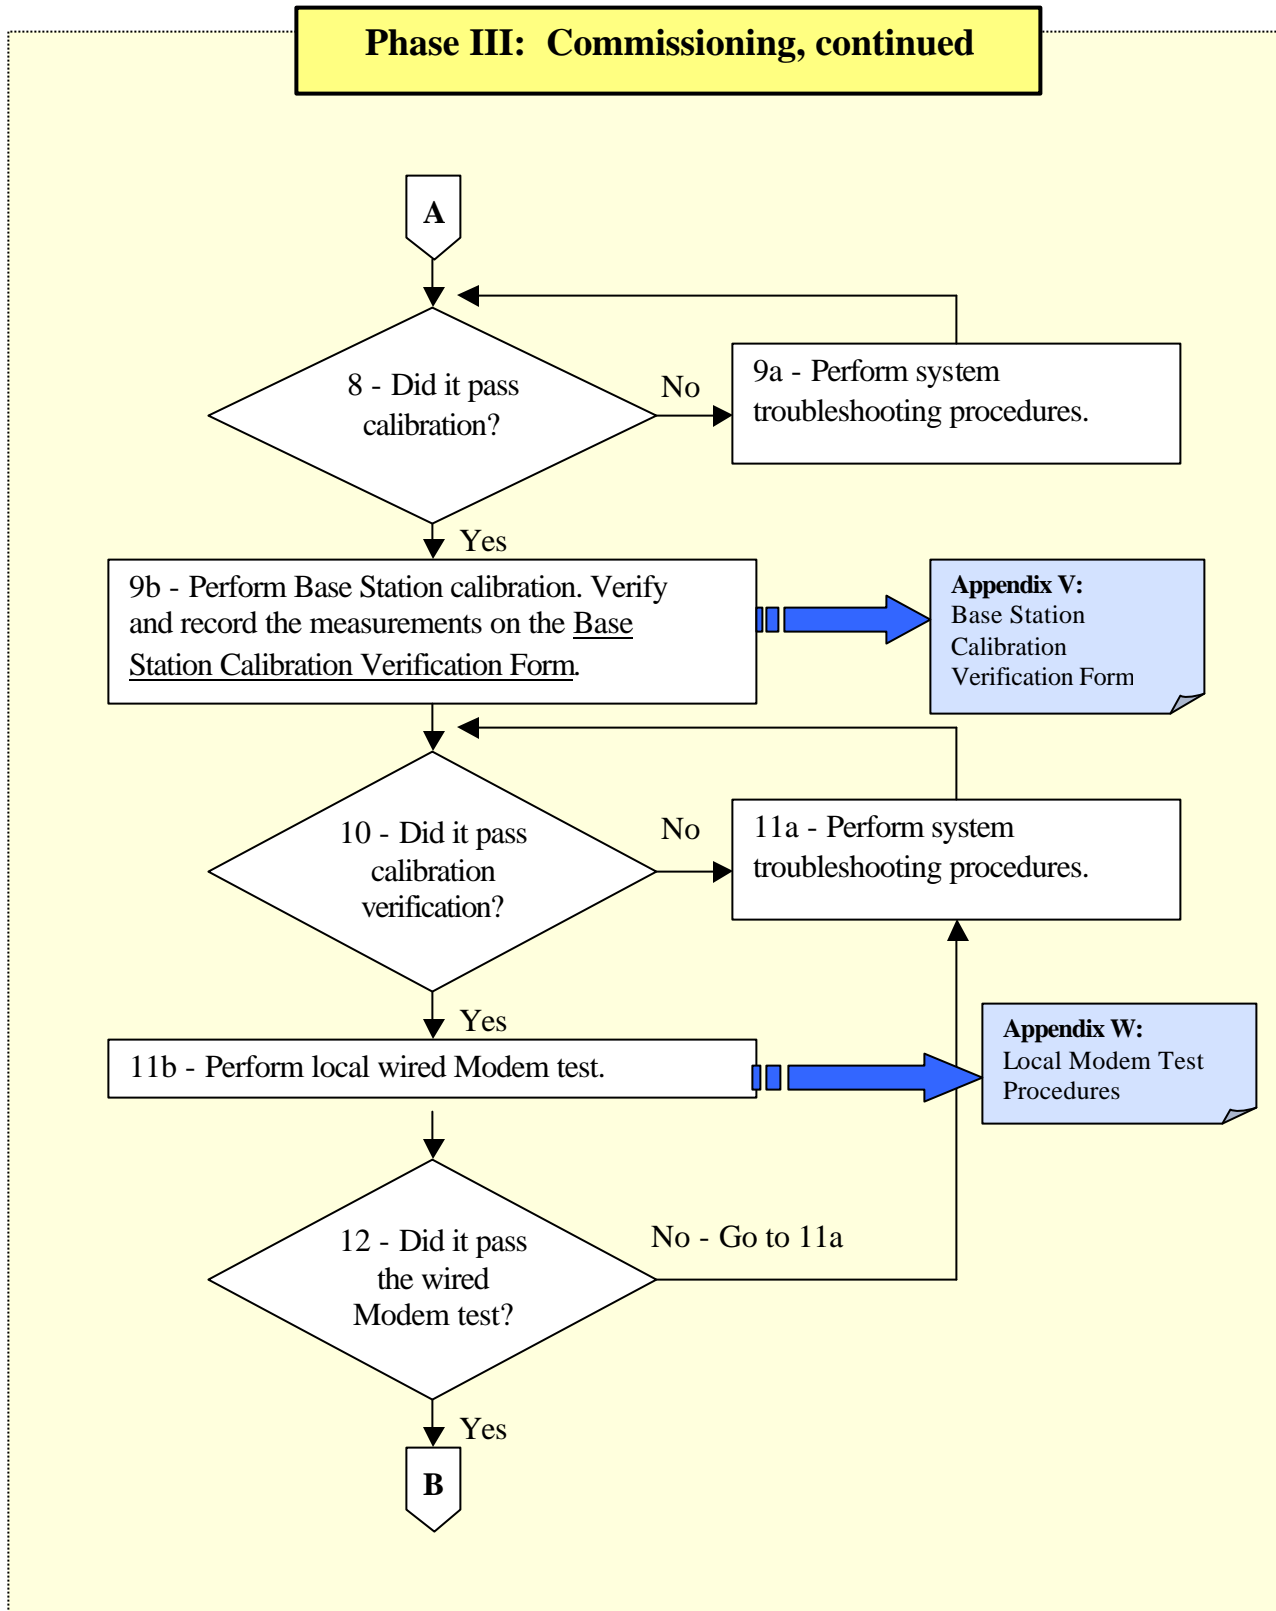 Phase III:  Commissioning, continued
A
8 - Did it pass
calibration?
No
9a - Perform system
troubleshooting procedures.
Yes
9b - Perform Base Station calibration. Verify
and record the measurements on the Base
Station Calibration Verification Form.
Appendix V:
Base Station
Calibration
Verification Form
10 - Did it pass
calibration
verification?
No
11a - Perform system
troubleshooting procedures.
Yes
11b - Perform local wired Modem test.
Appendix W:
Local Modem Test
Procedures
12 - Did it pass
the wired
Modem test?
No - Go to 11a
Yes
B